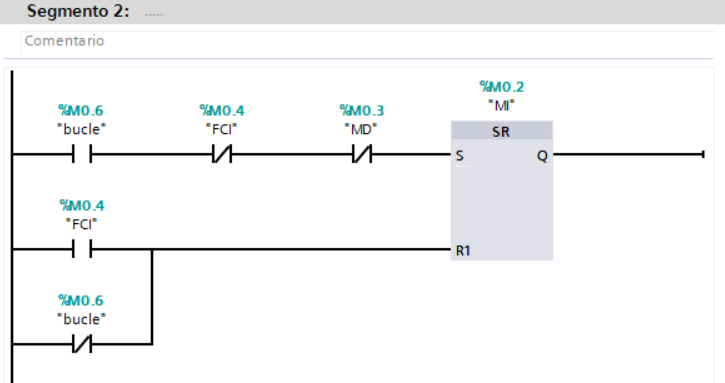 Segmento 2: .....
Comentario
%M0.2
"MI"
%M0.6 %M0.4 %M0.3
"bucle" "FCI" "MD"
SR
S Q
%M0.4
"FCI"
R1
%M0.6
"bucle"